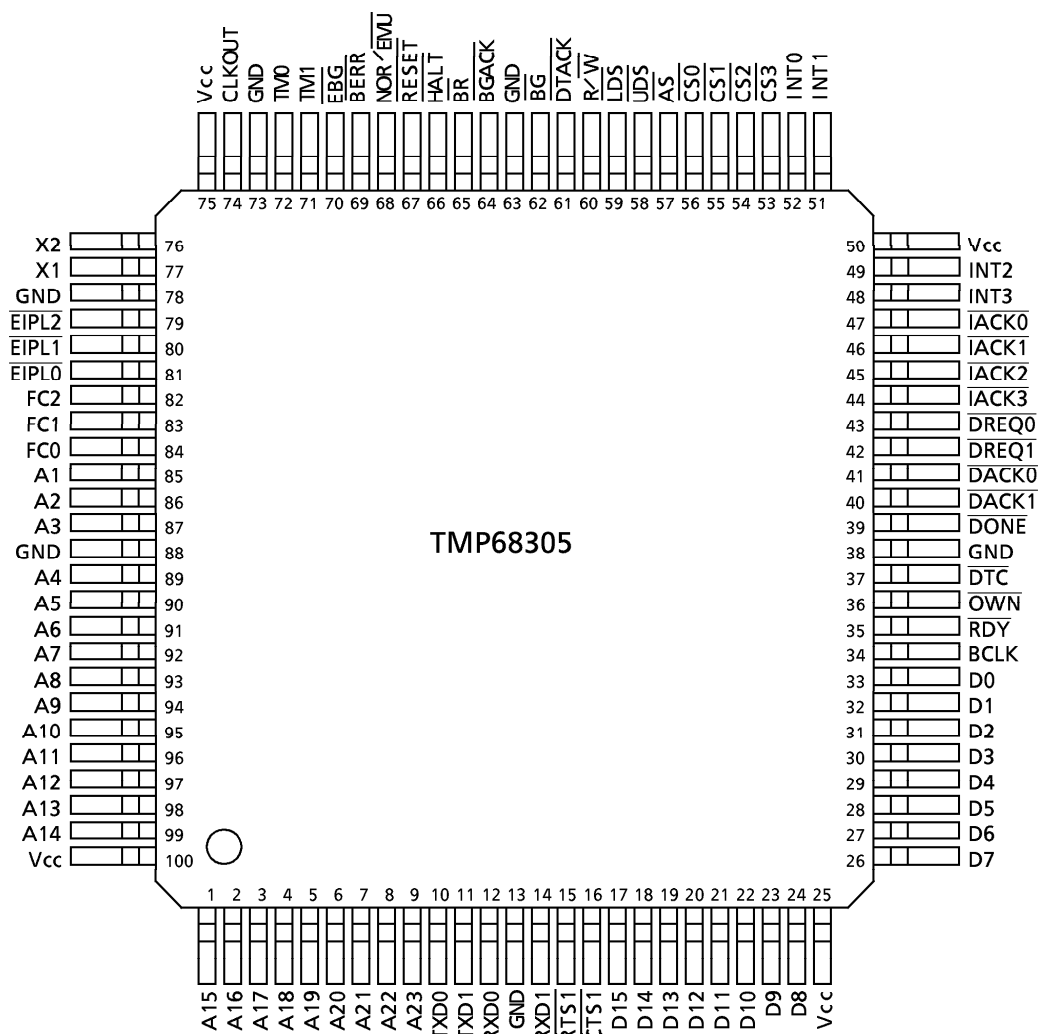 Vcc CLKOUT GND TM0 TM1 EBG BERR NOR/EMU RESET HALT BR BGACK GND BG DTACK R/W LDS UDS AS CS0 CS1 CS2 CS3 INT0 INT1
75 74 73 72 71 70 69 68 67 66 65 64 63 62 61 60 59 58 57 56 55 54 53 52 51
X2 76 50 Vcc
X1 77 49 INT2
GND 78 48 INT3
EIPL2 79 47 IACK0
EIPL1 80 46 IACK1
EIPL0 81 45 IACK2
FC2 82 44 IACK3
FC1 83 43 DREQ0
FC0 84 42 DREQ1
A1 85 41 DACK0
A2 86 40 DACK1
A3 87 39 DONE
TMP68305
GND 88 38 GND
A4 89 37 DTC
A5 90 36 OWN
A6 91 35 RDY
A7 92 34 BCLK
A8 93 33 D0
A9 94 32 D1
A10 95 31 D2
A11 96 30 D3
A12 97 29 D4
A13 98 28 D5
A14 99 27 D6
Vcc 100 26 D7
1 2 3 4 5 6 7 8 9 10 11 12 13 14 15 16 17 18 19 20 21 22 23 24 25
A15 A16 A17 A18 A19 A20 A21 A22 A23 TXD0 TXD1 RXD0 GND RXD1 RTS1 CTS1 D15 D14 D13 D12 D11 D10 D9 D8 Vcc